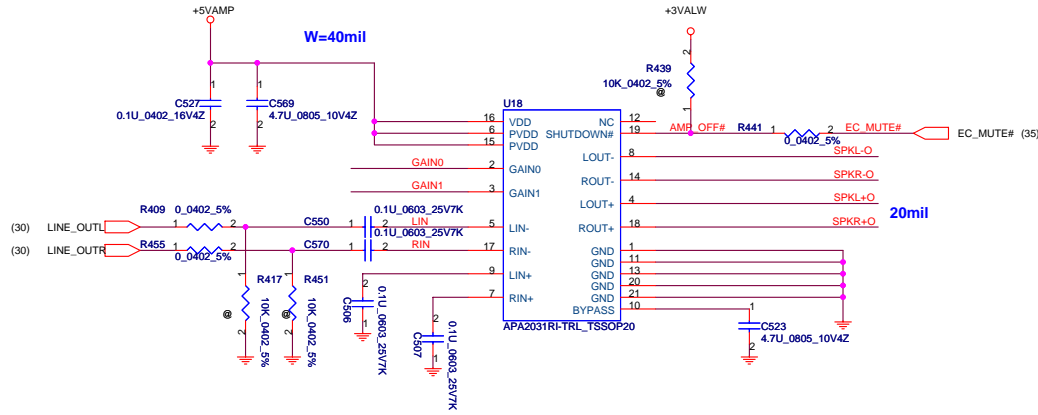 +5VAMP
W=40mil
+3VALW
1
C527
0.1U_0402_16V4Z
2
1
C569
4.7U_0805_10V4Z
2
2
R439
10K_0402_5%
@
1
U18
16 VDD
6 PVDD
15 PVDD
2 GAIN0
3 GAIN1
5 LIN-
17 RIN-
9 LIN+
7 RIN+
NC 12
SHUTDOWN# 19
LOUT- 8
ROUT- 14
LOUT+ 4
ROUT+ 18
GND 1
GND 11
GND 13
GND 20
GND 21
BYPASS 10
APA2031RI-TRL_TSSOP20
AMP_OFF#
R441
1 2
0_0402_5%
EC_MUTE#
EC_MUTE# (35)
SPKL-O
SPKR-O
SPKL+O
SPKR+O
20mil
GAIN0
GAIN1
(30) LINE_OUTL
R409
1 2
0_0402_5%
C550
0.1U_0603_25V7K
1 2
LIN
(30) LINE_OUTR
R455
1 2
0_0402_5%
C570
0.1U_0603_25V7K
1 2
RIN
1
R417
@
10K_0402_5%
2
1
R451
@
10K_0402_5%
2
2
C506
0.1U_0603_25V7K
1
2
C507
0.1U_0603_25V7K
1
1
C523
4.7U_0805_10V4Z
2